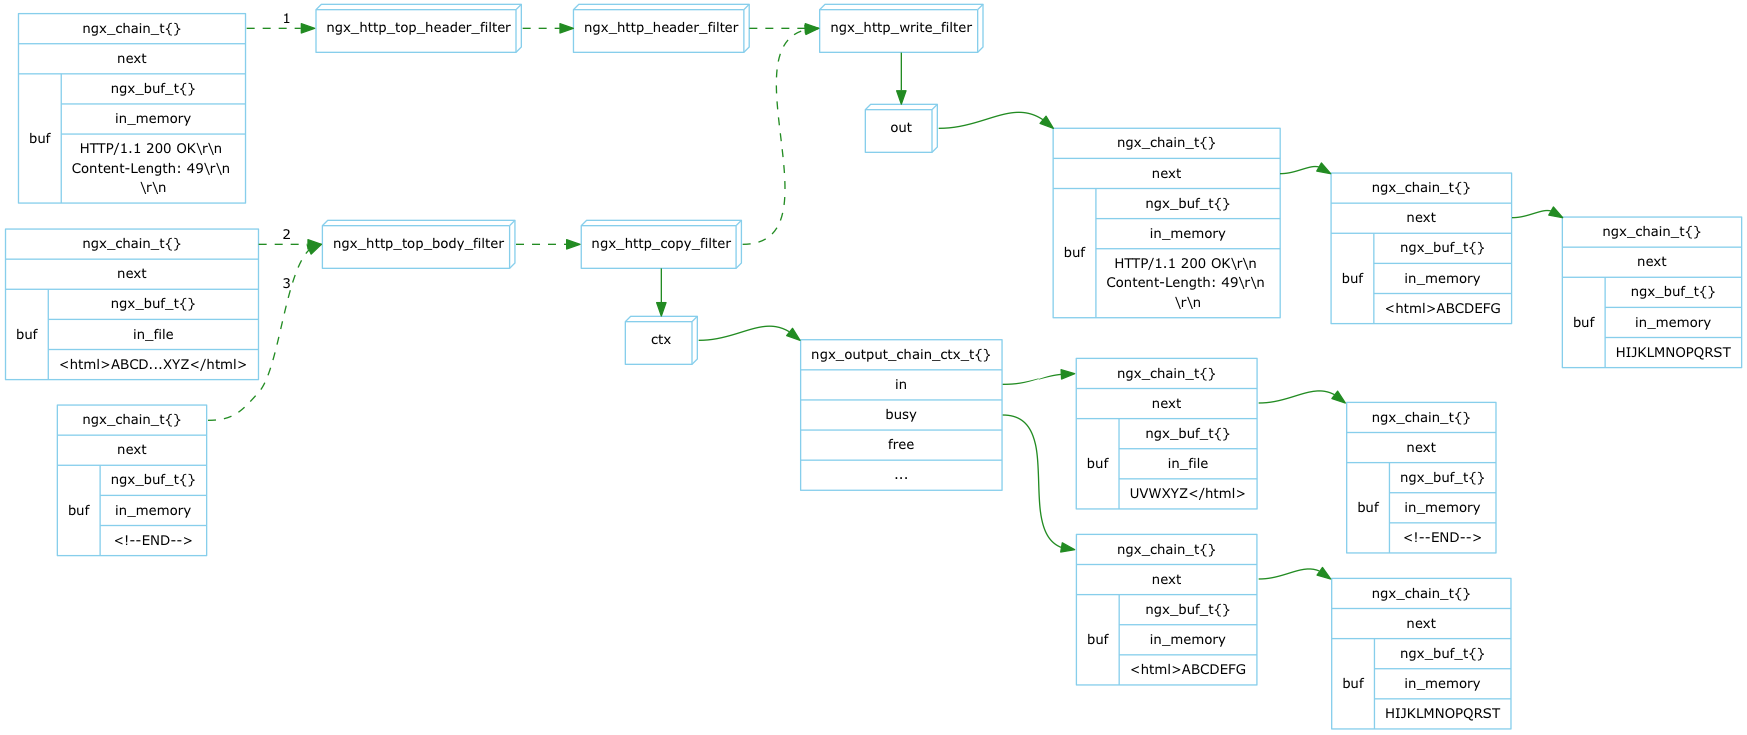 ngx_chain_t{}
next
buf
ngx_buf_t{}
in_memory
HTTP/1.1 200 OK\r\n
Content-Length: 49\r\n
\r\n
1
ngx_http_top_header_filter
ngx_http_header_filter
ngx_http_write_filter
out
ngx_chain_t{}
next
buf
ngx_buf_t{}
in_memory
HTTP/1.1 200 OK\r\n
Content-Length: 49\r\n
\r\n
ngx_chain_t{}
next
buf
ngx_buf_t{}
in_memory
<html>ABCDEFG
ngx_chain_t{}
next
buf
ngx_buf_t{}
in_memory
HIJKLMNOPQRST
ngx_chain_t{}
next
buf
ngx_buf_t{}
in_file
<html>ABCD...XYZ</html>
2
3
ngx_http_top_body_filter
ngx_http_copy_filter
ctx
ngx_chain_t{}
next
buf
ngx_buf_t{}
in_memory
<!--END-->
ngx_output_chain_ctx_t{}
in
busy
free
...
ngx_chain_t{}
next
buf
ngx_buf_t{}
in_file
UVWXYZ</html>
ngx_chain_t{}
next
buf
ngx_buf_t{}
in_memory
<!--END-->
ngx_chain_t{}
next
buf
ngx_buf_t{}
in_memory
<html>ABCDEFG
ngx_chain_t{}
next
buf
ngx_buf_t{}
in_memory
HIJKLMNOPQRST